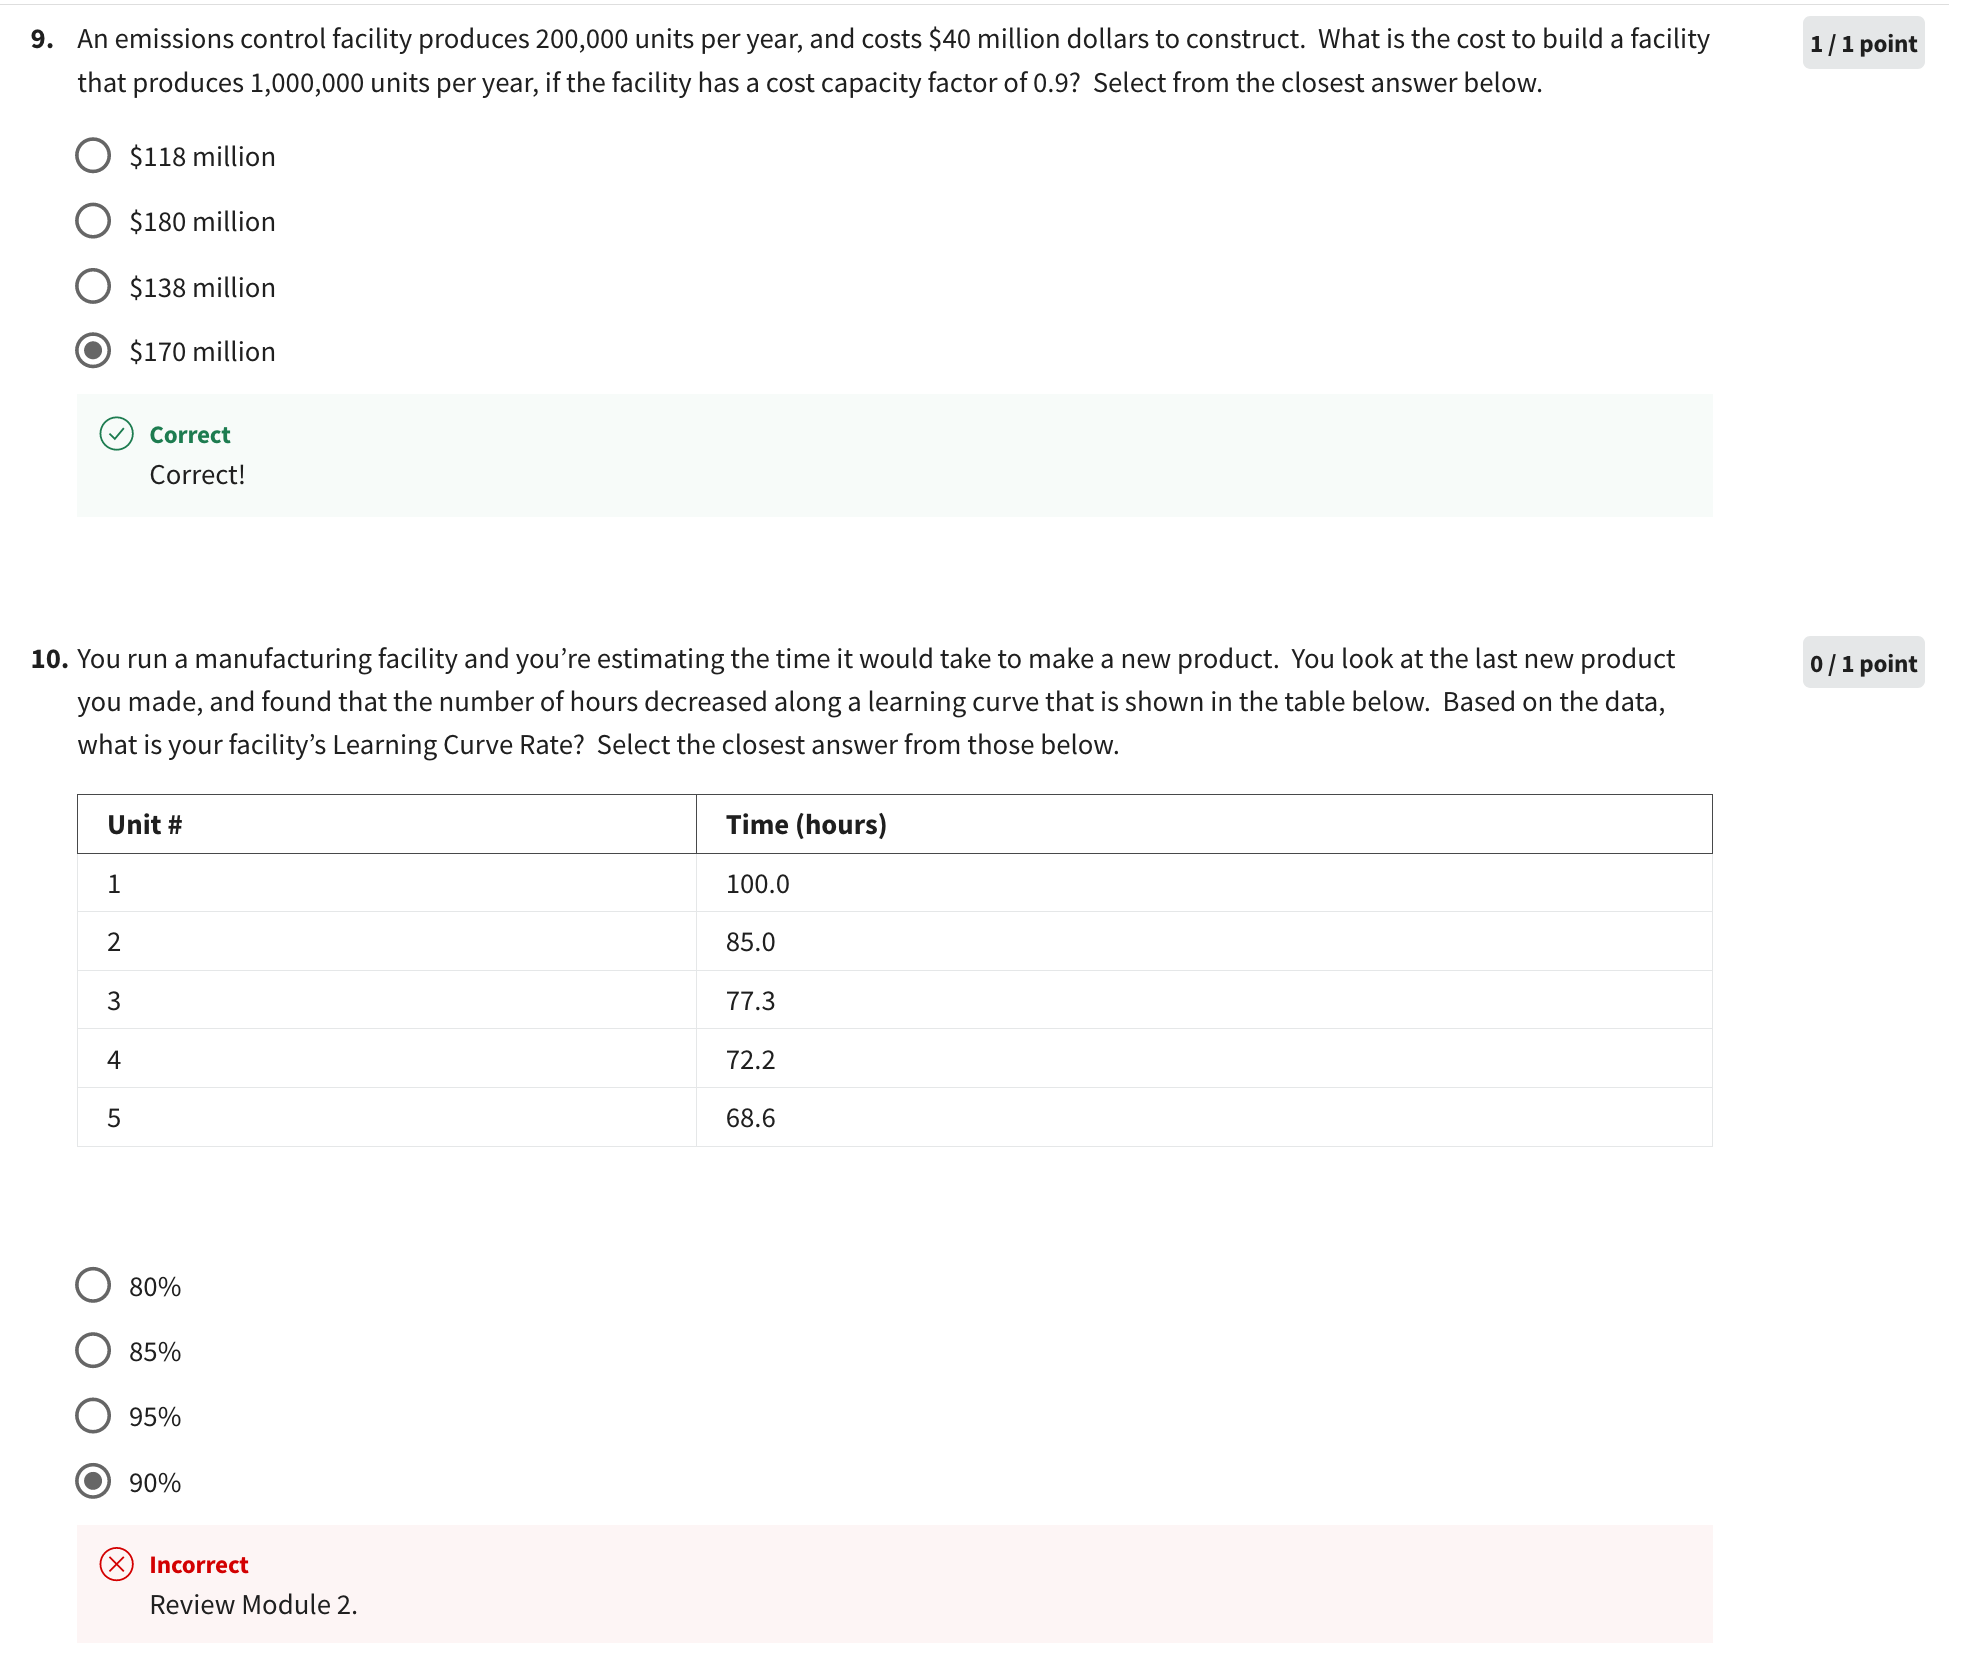 9. An emissions control facility produces 200,000 units per year, and costs $40 million dollars to construct. What is the cost to build a facility
that produces 1,000,000 units per year, if the facility has a cost capacity factor of 0.9? Select from the closest answer below.
1 / 1 point
$118 million
$180 million
$138 million
$170 million
Correct
Correct!
10. You run a manufacturing facility and you’re estimating the time it would take to make a new product. You look at the last new product
you made, and found that the number of hours decreased along a learning curve that is shown in the table below. Based on the data,
what is your facility’s Learning Curve Rate? Select the closest answer from those below.
0 / 1 point
Unit # Time (hours)
1 100.0
2 85.0
3 77.3
4 72.2
5 68.6
80%
85%
95%
90%
Incorrect
Review Module 2.